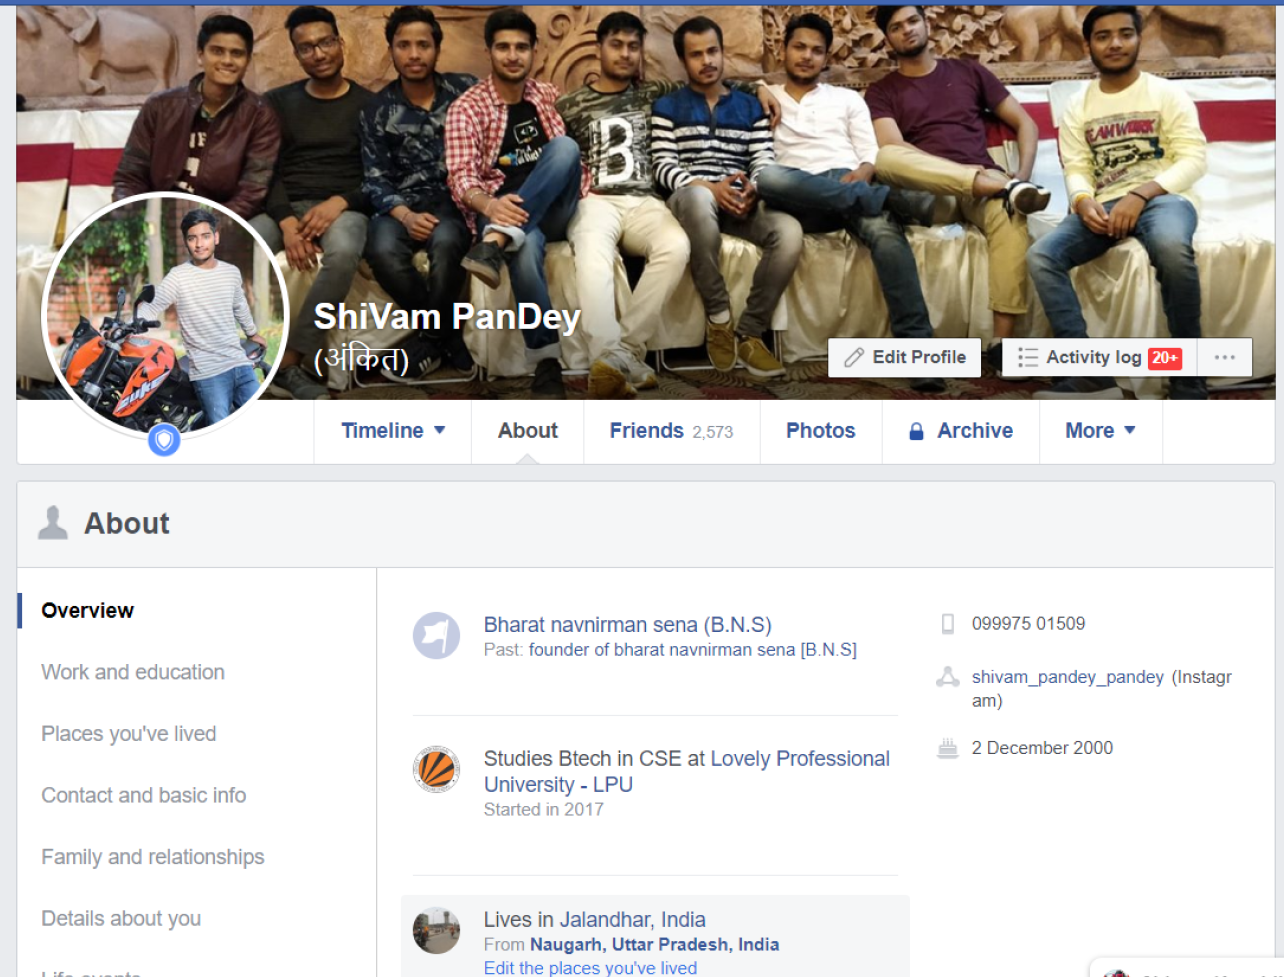 ShiVam PanDey
(अंकित)
Edit Profile
Activity log 20+
Timeline
About
Friends 2,573
Photos
Archive
More
About
Overview
Work and education
Places you've lived
Contact and basic info
Family and relationships
Details about you
Bharat navnirman sena (B.N.S)
Past: founder of bharat navnirman sena [B.N.S]
Studies Btech in CSE at Lovely Professional
University - LPU
Started in 2017
Lives in Jalandhar, India
From Naugarh, Uttar Pradesh, India
Edit the places you've lived
099975 01509
shivam_pandey_pandey (Instagr
am)
2 December 2000
B
TEAMWORK